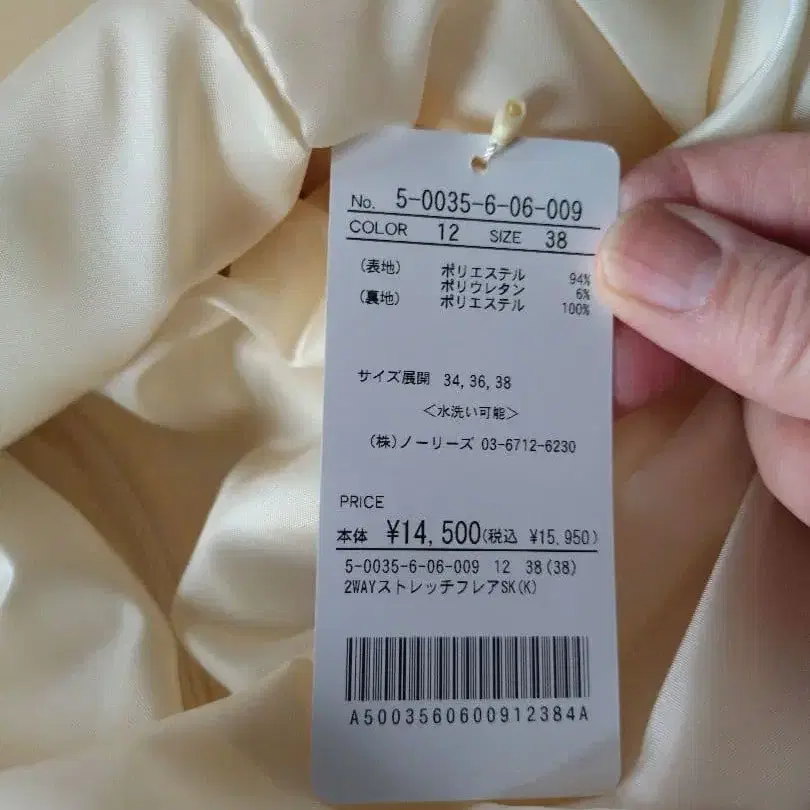 No. 5-0035-6-06-009
COLOR 12 SIZE 38
(表地) ポリエステル 94%
ポリウレタン 6%
(裏地) ポリエステル 100%
サイズ展開 34,36,38
<水洗い可能>
(株)ノーリーズ 03-6712-6230
PRICE
本体 ¥14,500(税込 ¥15,950)
5-0035-6-06-009 12 38(38)
2WAYストレッチフレアSK(K)
A5003560600912384A